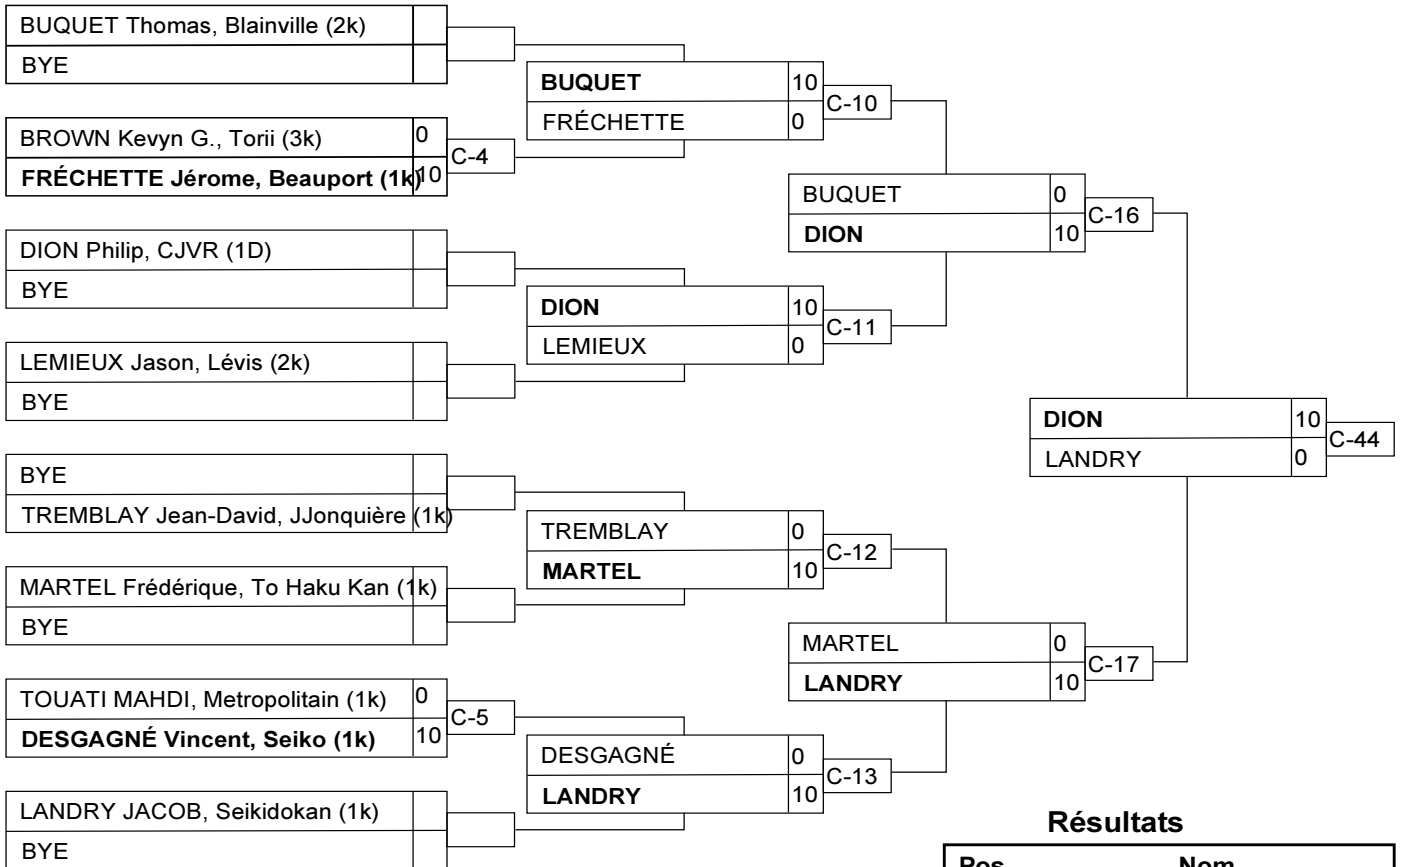 BUQUET Thomas, Blainville (2k)
BYE
BROWN Kevyn G., Torii (3k) 0
FRÉCHETTE Jérome, Beauport (1k) 10
C-4
DION Philip, CJVR (1D)
BYE
LEMIEUX Jason, Lévis (2k)
BYE
BYE
TREMBLAY Jean-David, JJonquière (1k)
MARTEL Frédérique, To Haku Kan (1k)
BYE
TOUATI MAHDI, Metropolitain (1k) 0
DESGAGNÉ Vincent, Seiko (1k) 10
C-5
LANDRY JACOB, Seikidokan (1k)
BYE
BUQUET 10
FRÉCHETTE 0
C-10
DION 10
LEMIEUX 0
C-11
TREMBLAY 0
MARTEL 10
C-12
DESGAGNÉ 0
LANDRY 10
C-13
BUQUET 0
DION 10
C-16
MARTEL 0
LANDRY 10
C-17
DION 10
LANDRY 0
C-44
Résultats
Pos Nom